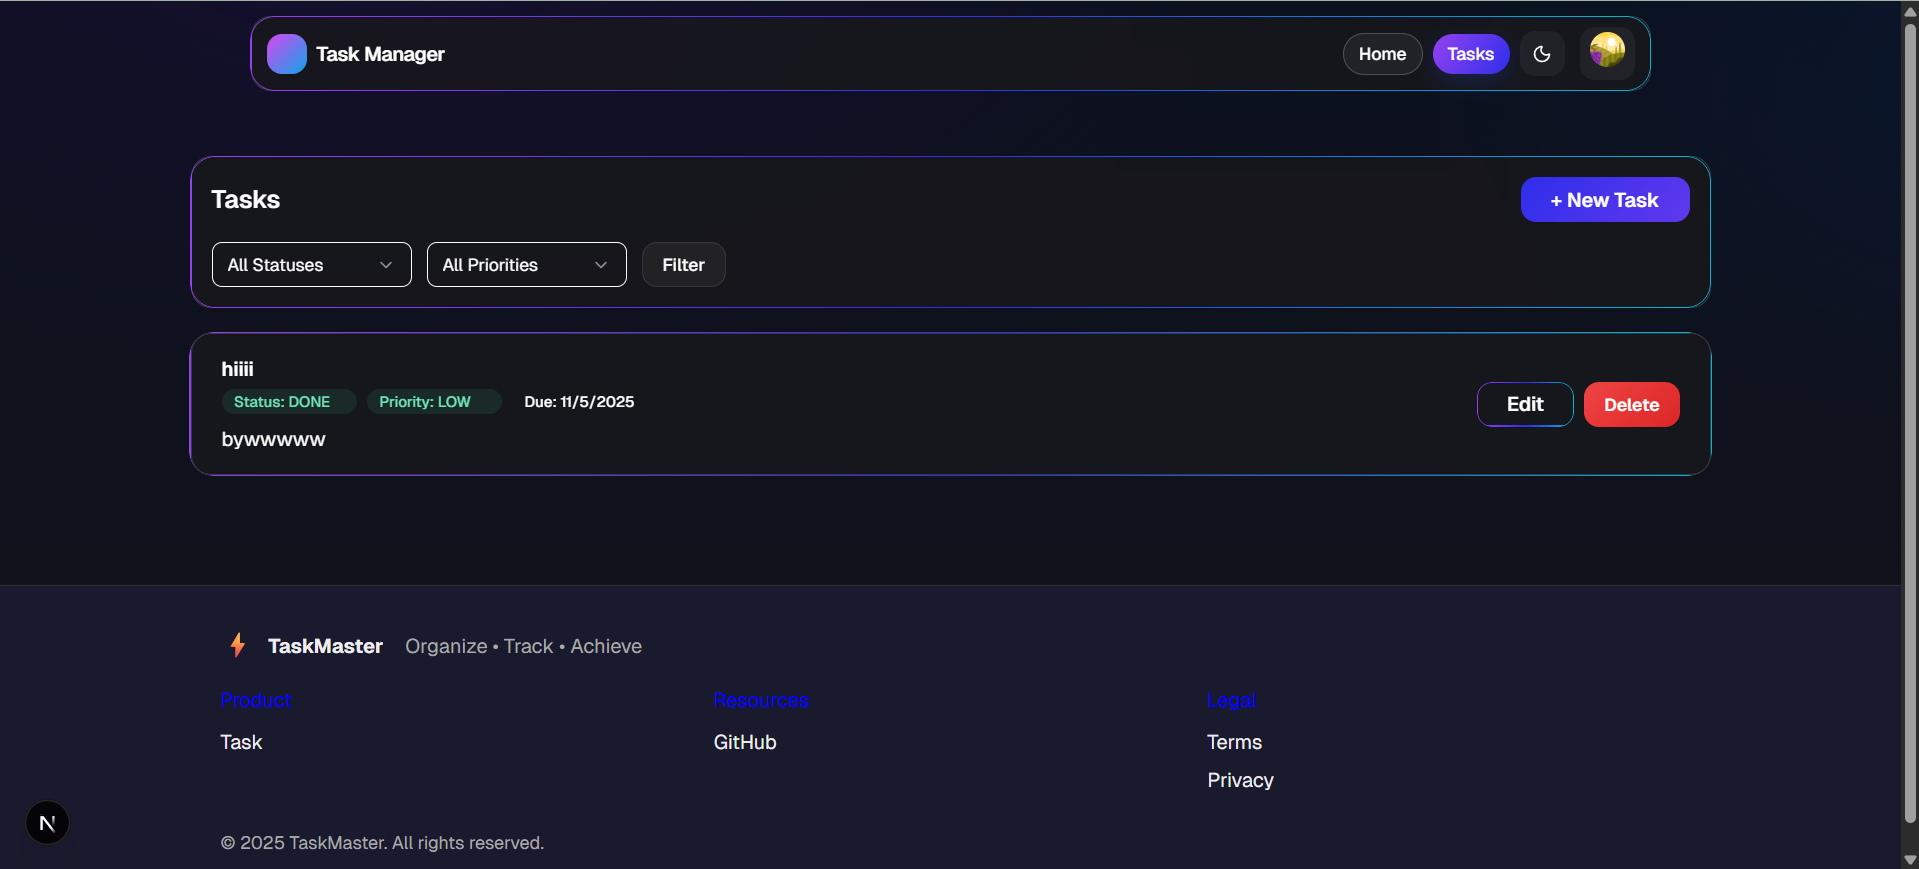 Task Manager
Home
Tasks
Tasks
+ New Task
All Statuses
All Priorities
Filter
hiiii
Status: DONE
Priority: LOW
Due: 11/5/2025
bywwwww
Edit
Delete
TaskMaster
Organize • Track • Achieve
Product
Resources
Legal
Task
GitHub
Terms
Privacy
N
© 2025 TaskMaster. All rights reserved.